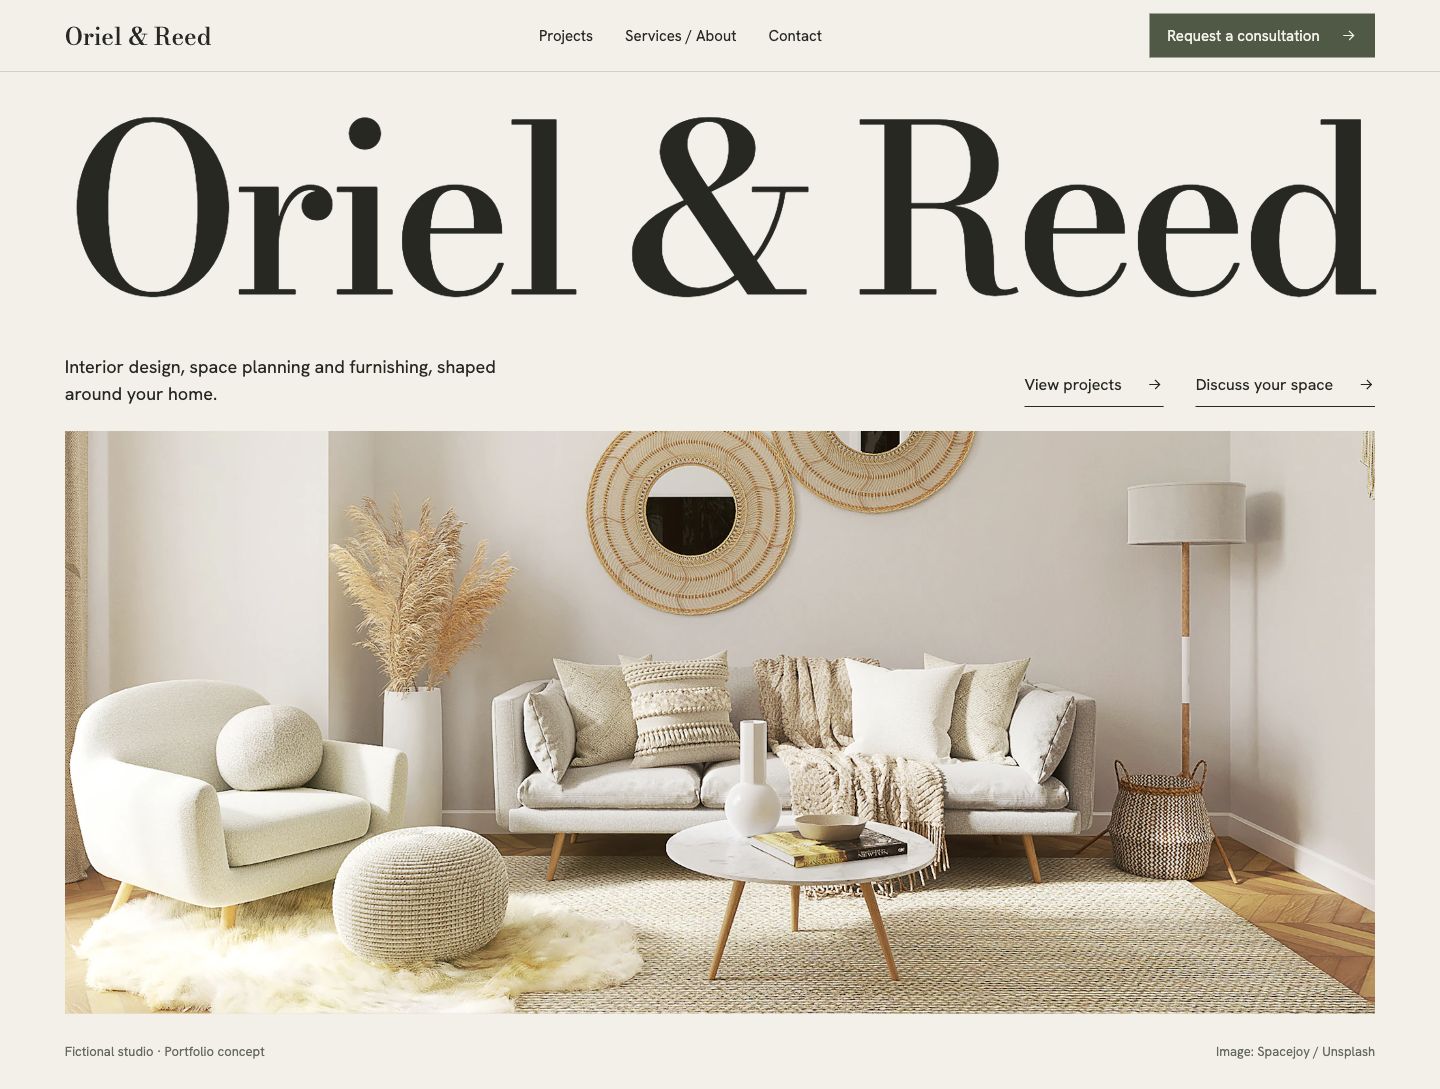 Oriel & Reed
Projects
Services / About
Contact
Request a consultation →
Oriel & Reed
Interior design, space planning and furnishing, shaped
around your home.
View projects →
Discuss your space →
NEWTON
Fictional studio · Portfolio concept
Image: Spacejoy / Unsplash